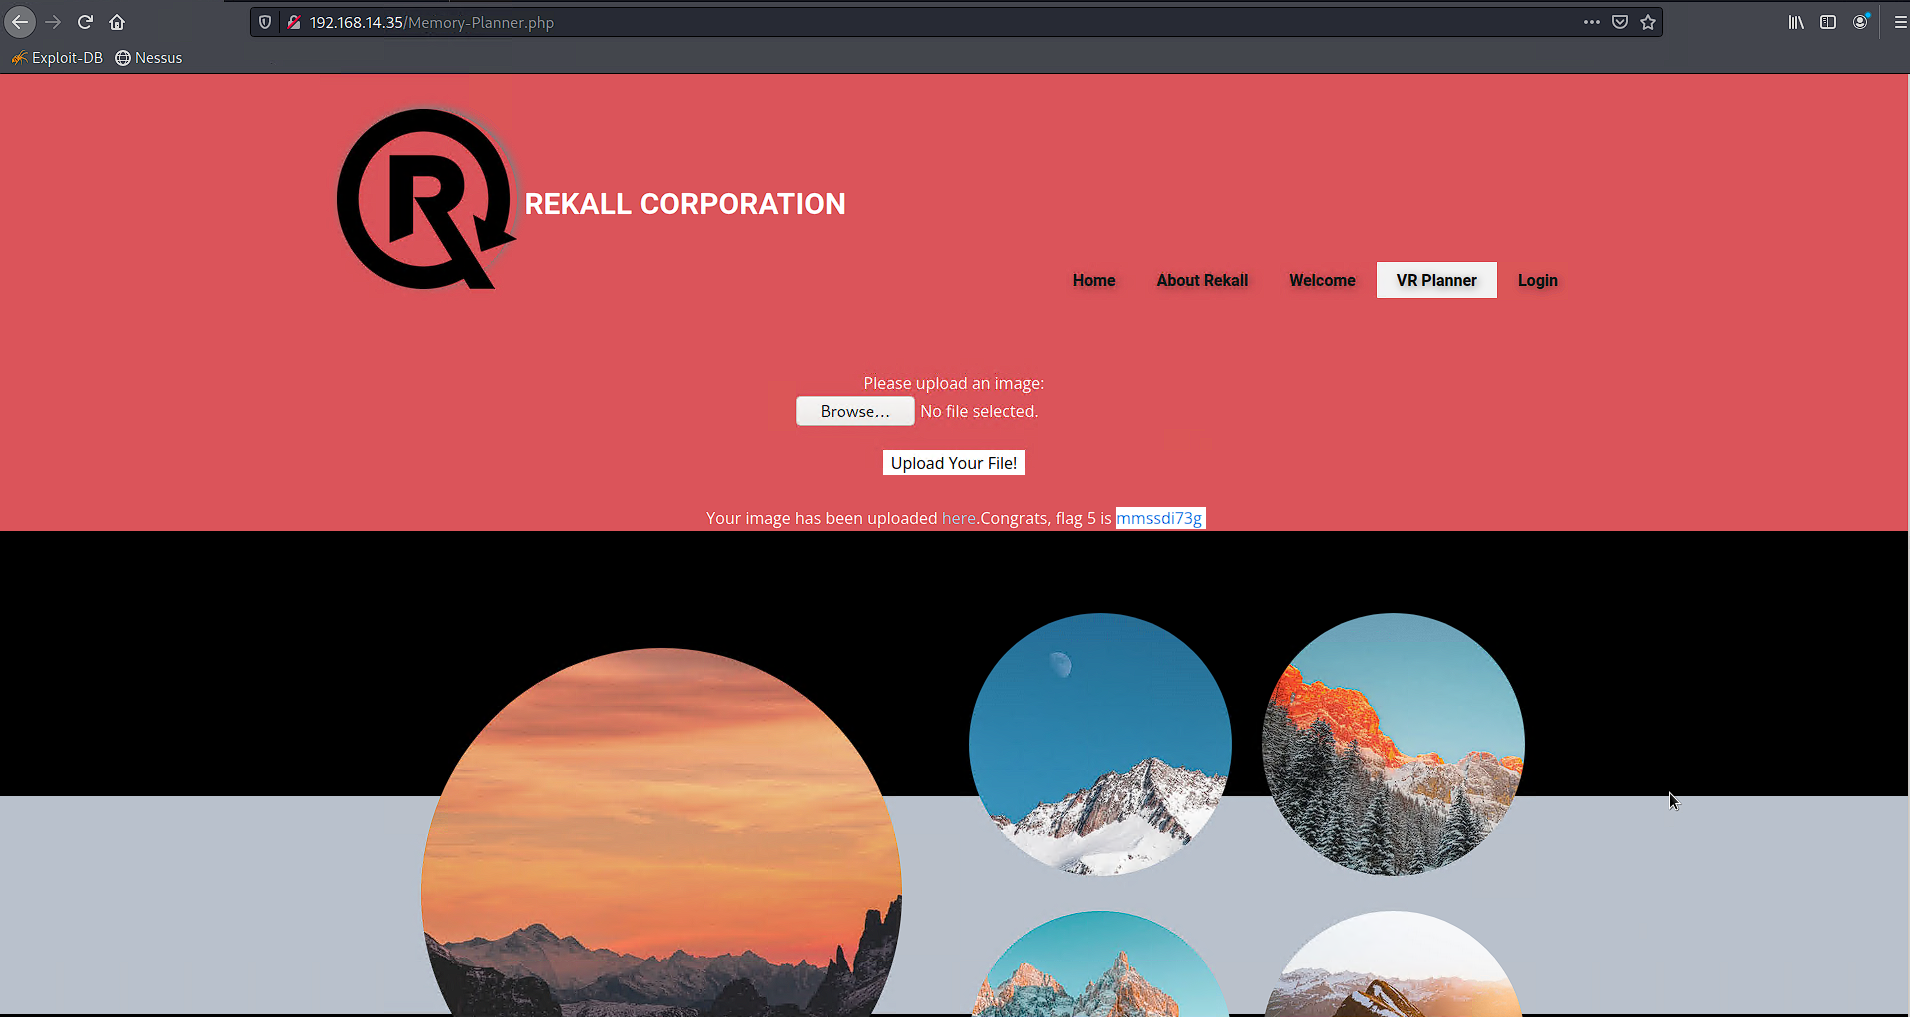 192.168.14.35/Memory-Planner.php
Exploit-DB Nessus
R
REKALL CORPORATION
Home About Rekall Welcome VR Planner Login
Please upload an image:
Browse... No file selected.
Upload Your File!
Your image has been uploaded here.Congrats, flag 5 is mmssdi73g